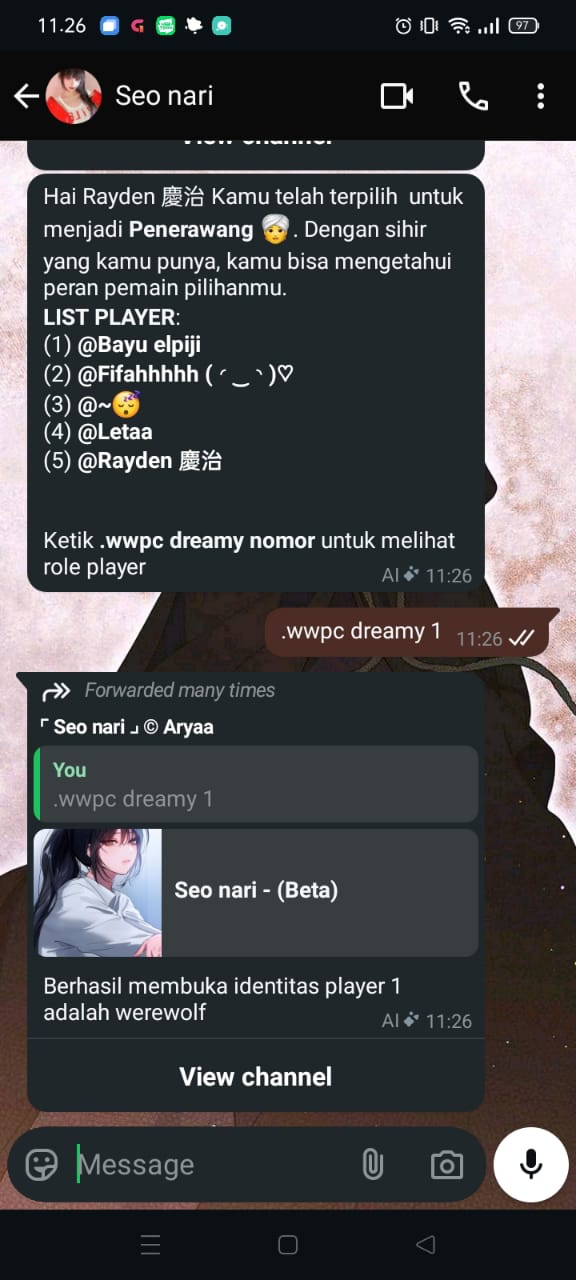 11.26
97
Seo nari
View channel
Hai Rayden 慶治 Kamu telah terpilih untuk
menjadi Penerawang 👳. Dengan sihir
yang kamu punya, kamu bisa mengetahui
peran pemain pilihanmu.
LIST PLAYER:
(1) @Bayu elpiji
(2) @Fifahhhhh ( ◜‿◝ )♡
(3) @~😴
(4) @Letaa
(5) @Rayden 慶治
Ketik .wwpc dreamy nomor untuk melihat
role player
AI 11:26
.wwpc dreamy 1 11:26
Forwarded many times
「 Seo nari 」 © Aryaa
You
.wwpc dreamy 1
Seo nari - (Beta)
Berhasil membuka identitas player 1
adalah werewolf
AI 11:26
View channel
Message